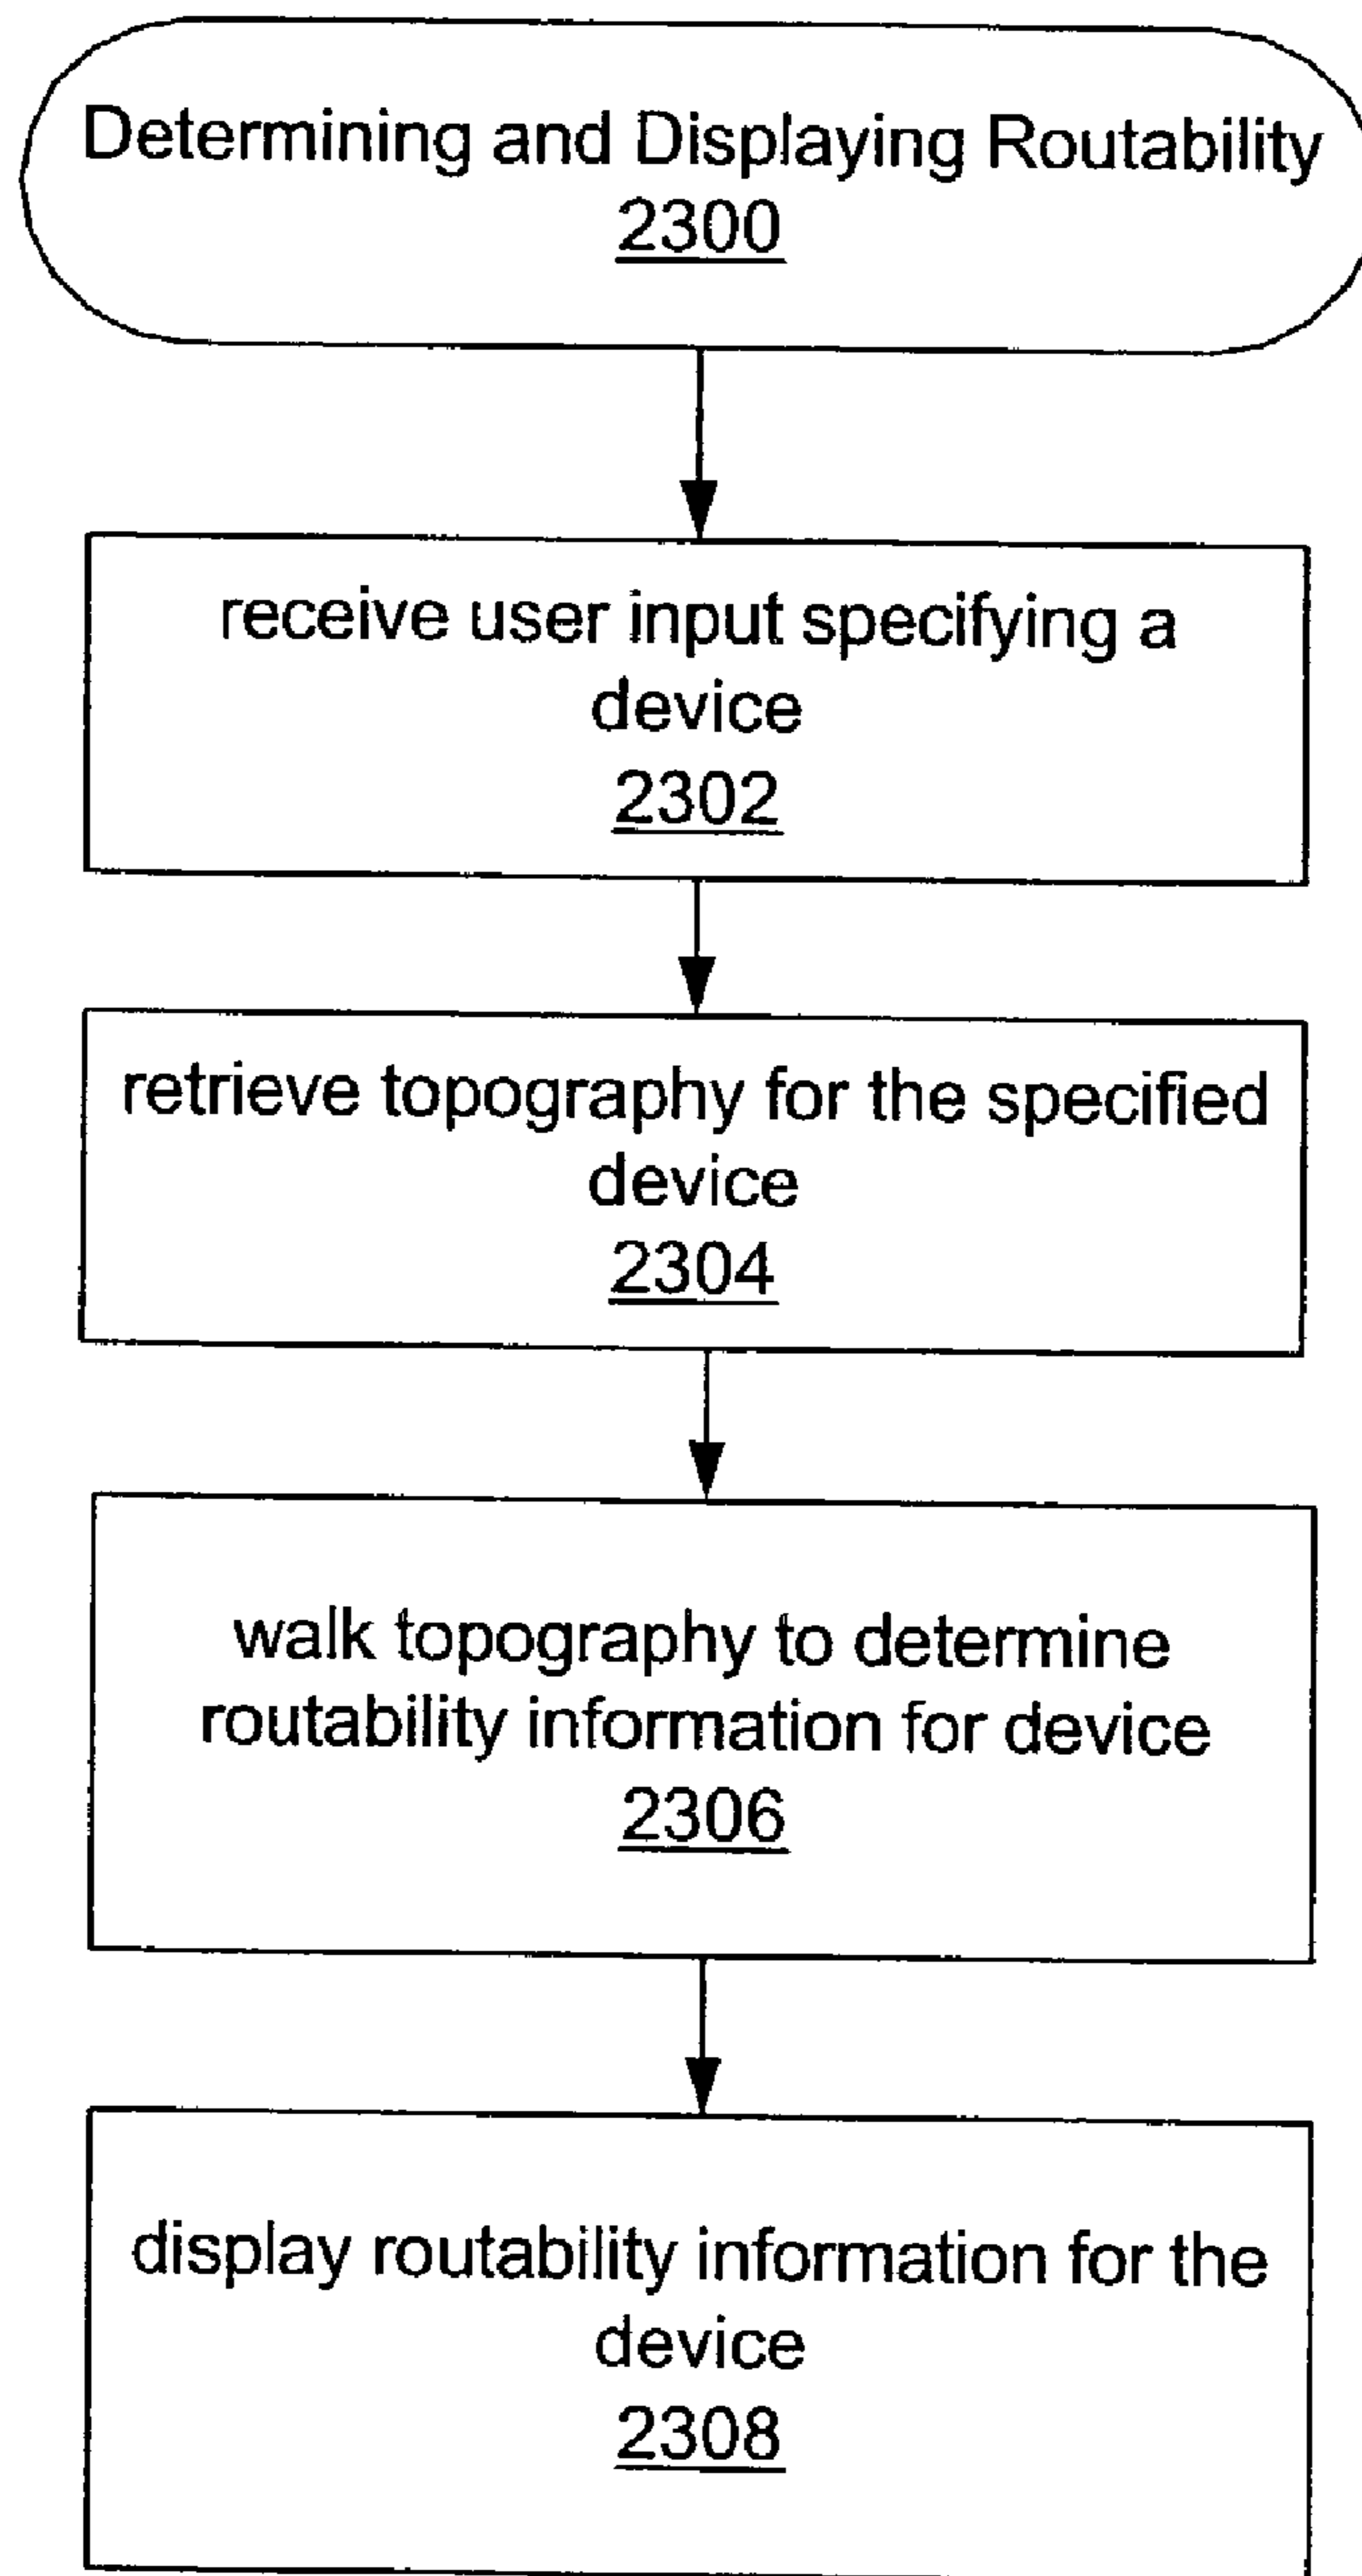 Determining and Displaying Routability
2300
receive user input specifying a
device
2302
retrieve topography for the specified
device
2304
walk topography to determine
routability information for device
2306
display routability information for the
device
2308